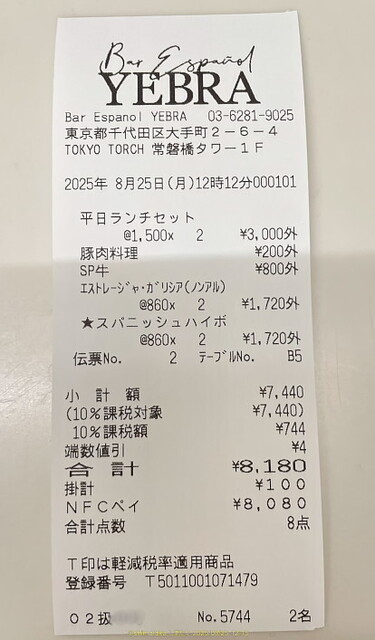 Bar Español
YEBRA
Bar Espanol YEBRA 03-6281-9025
東京都千代田区大手町2-6-4
TOKYO TORCH 常磐橋タワー1F
2025年 8月25日(月)12時12分000101
平日ランチセット
@1,500x 2 ¥3,000外
豚肉料理 ¥200外
SP牛 ¥800外
エストレージャ・ガリシア(ノンアル)
@860x 2 ¥1,720外
★スパニッシュハイボ
@860x 2 ¥1,720外
伝票No. 2 テーブルNo. B5
小計額 ¥7,440
(10%課税対象 ¥7,440)
10%課税額 ¥744
端数値引 ¥4
合計 ¥8,180
掛計 ¥100
NFCペイ ¥8,080
合計点数 8点
T印は軽減税率適用商品
登録番号 T5011001071479
02扱 No.5744 2名